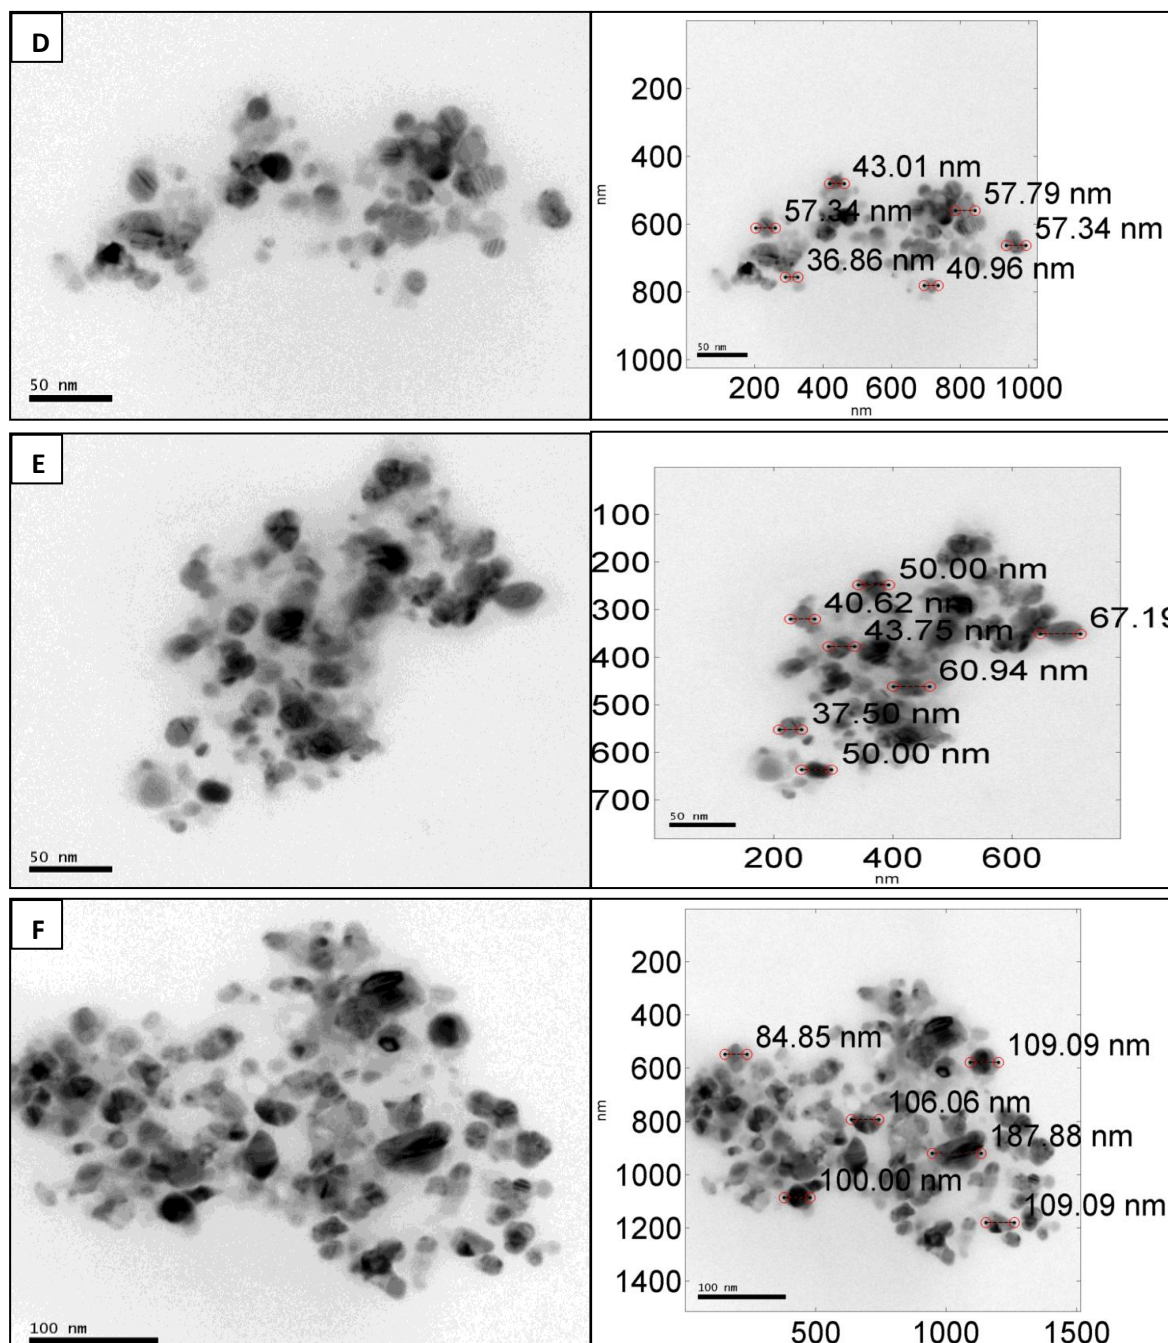 D
50 nm
200
400
600
800
1000
nm
43.01 nm
57.79 nm
57.34 nm
57.34 nm
36.86 nm
40.96 nm
50 nm
200 400 600 800 1000
nm
E
50 nm
100
200
300
400
500
600
700
50.00 nm
40.62 nm
67.19
43.75 nm
60.94 nm
37.50 nm
50.00 nm
50 nm
200 400 600
nm
F
100 nm
200
400
600
800
1000
1200
1400
nm
84.85 nm
109.09 nm
106.06 nm
187.88 nm
100.00 nm
109.09 nm
100 nm
500 1000 1500